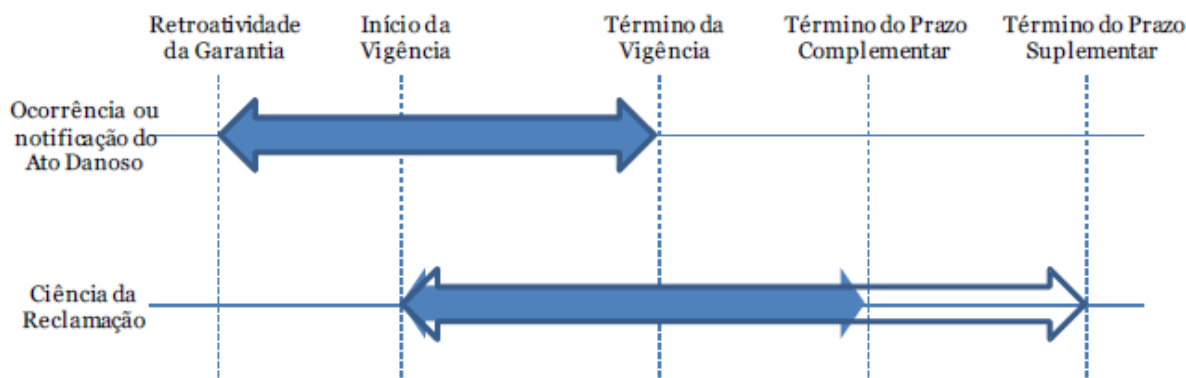 Retroatividade
da Garantia
Início da
Vigência
Término da
Vigência
Término do Prazo
Complementar
Término do Prazo
Suplementar
Ocorrência ou
notificação do
Ato Danoso
Ciência da
Reclamação